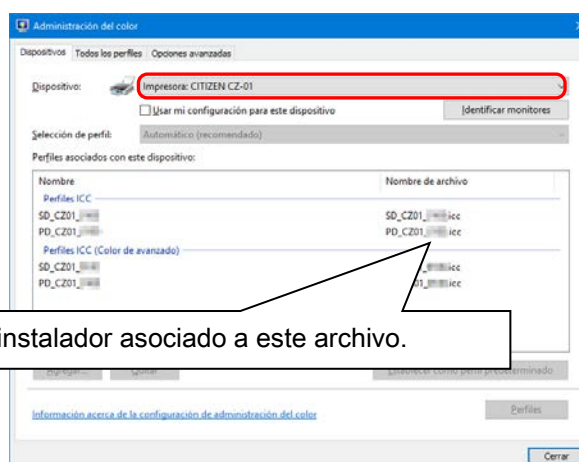 Administración del color
Dispositivos Todos los perfiles Opciones avanzadas
Dispositivo: Impresora: CITIZEN CZ-01
Usar mi configuración para este dispositivo Identificar monitores
Selección de perfil: Automático (recomendado)
Perfiles asociados con este dispositivo:
Nombre Nombre de archivo
Perfiles ICC
SD_CZ01_ SD_CZ01_ icc
PD_CZ01_ PD_CZ01_ icc
Perfiles ICC (Color de avanzado)
SD_CZ01_ icc
PD_CZ01_ 01_ icc
instalador asociado a este archivo.
Agregar... Quitar Establecer como perfil predeterminado
Información acerca de la configuración de administración del color Perfiles
Cerrar